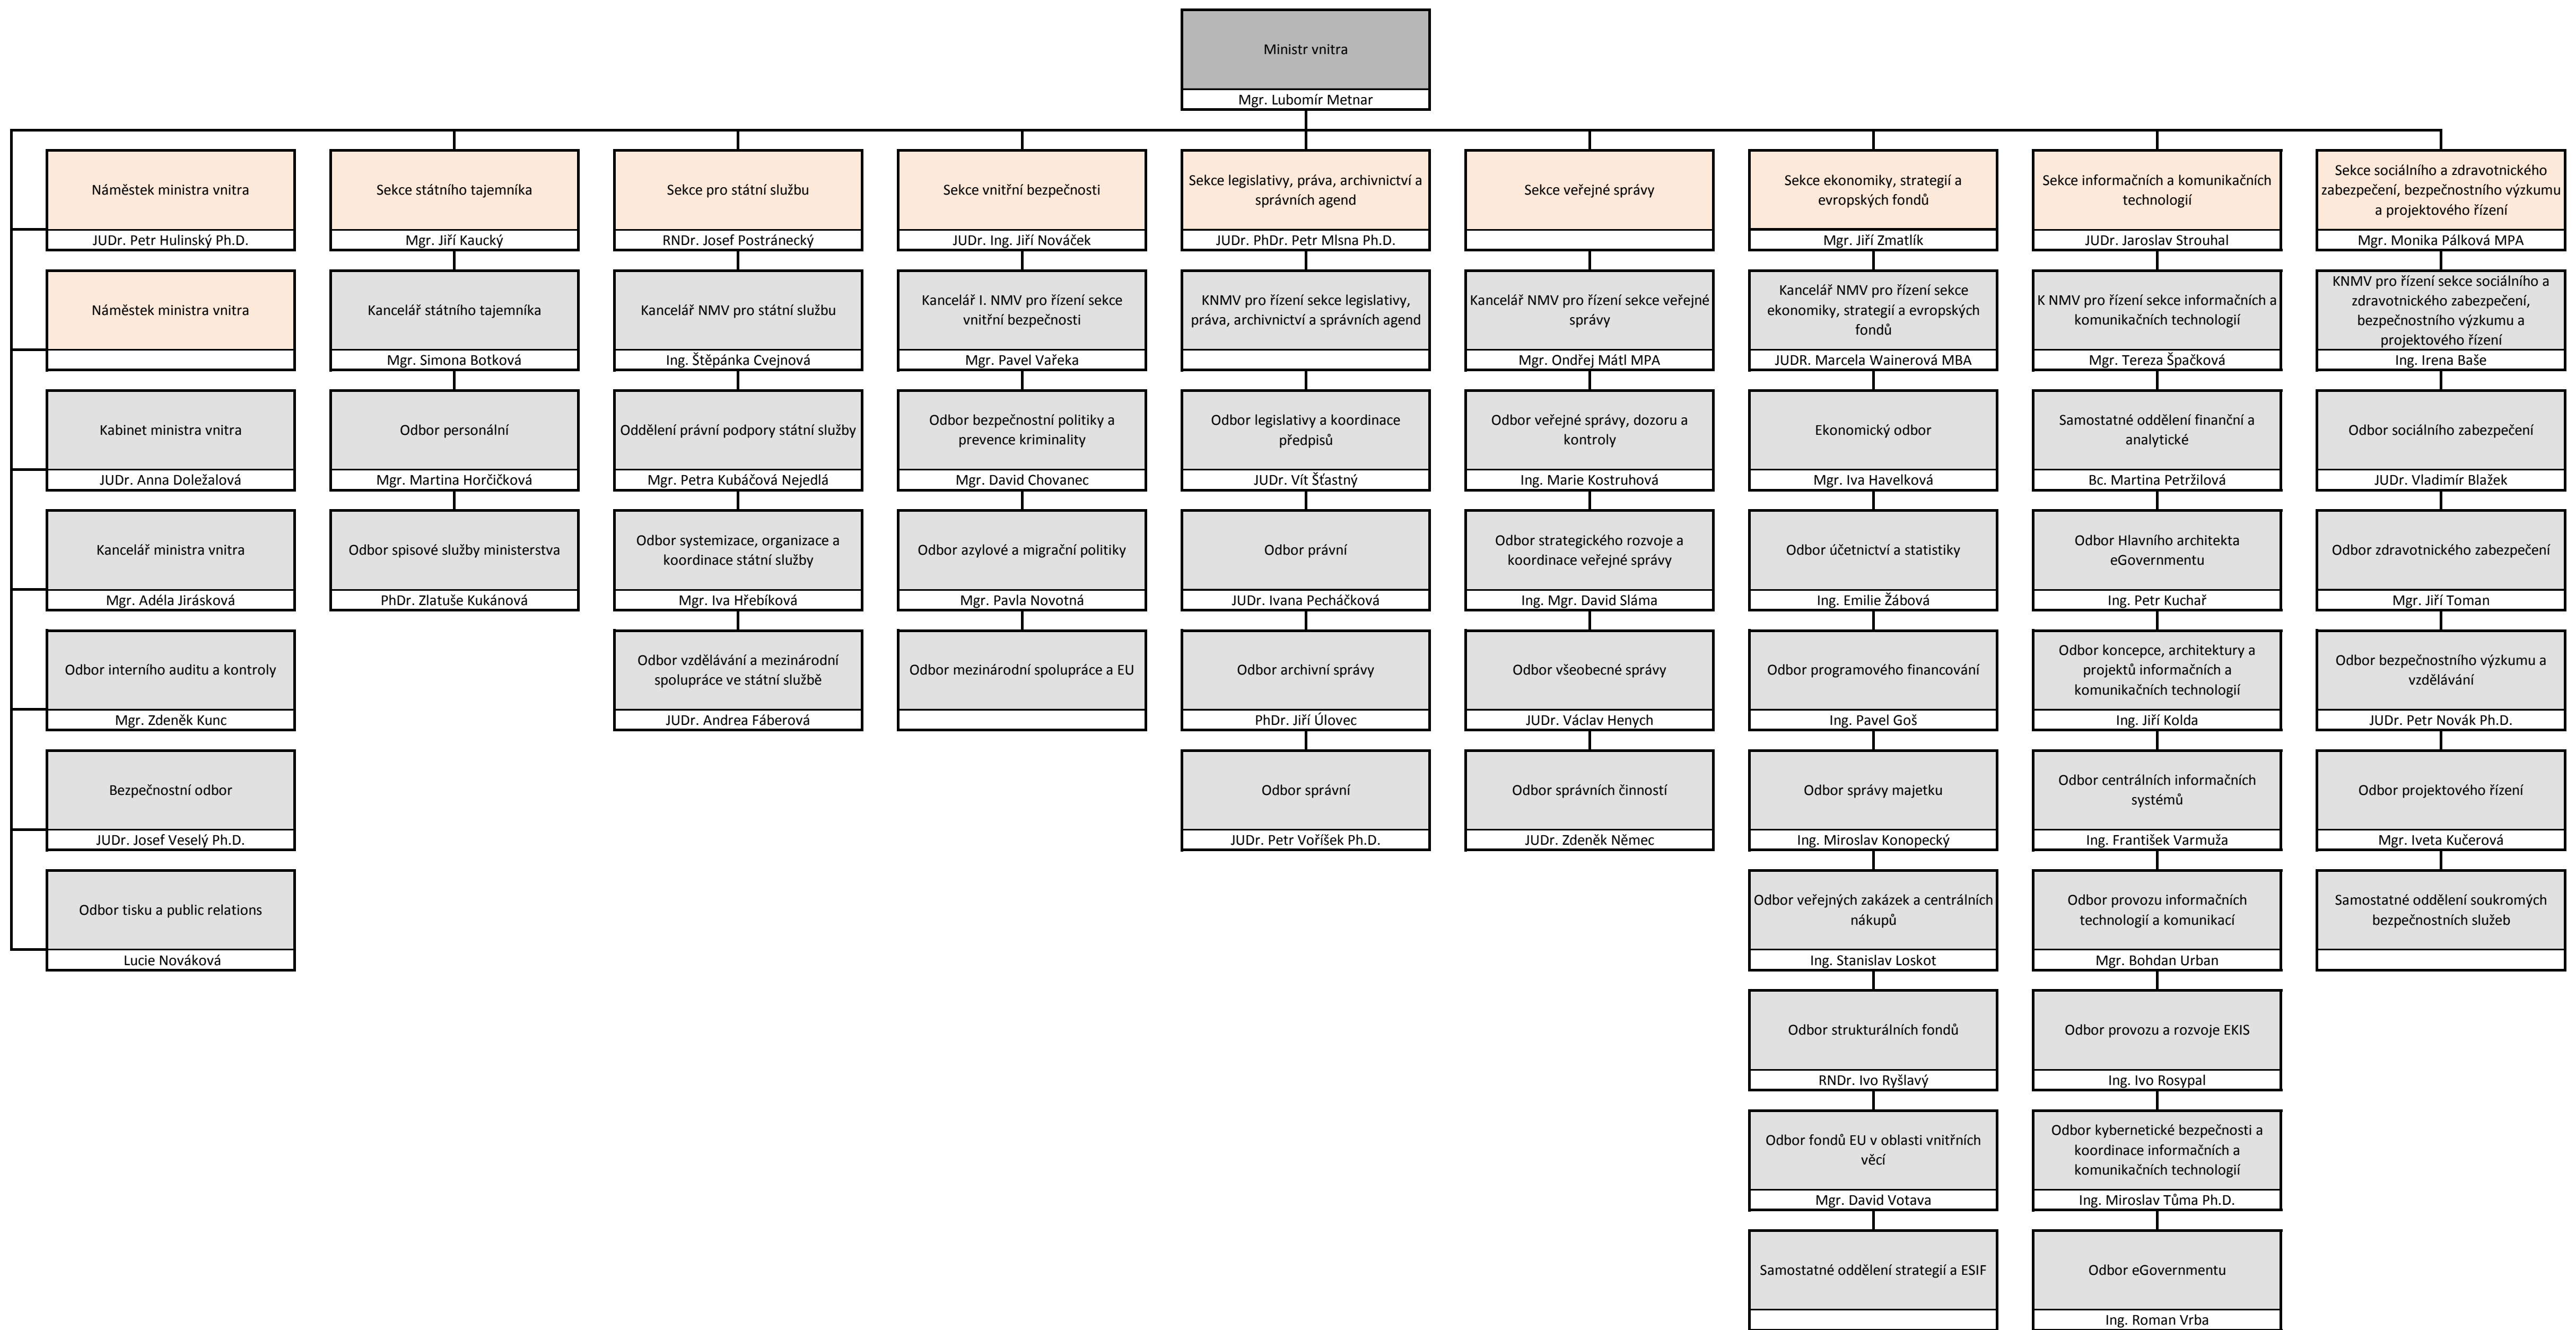 Ministr vnitra
Mgr. Lubomír Metnar
Náměstek ministra vnitra
JUDr. Petr Hulinský Ph.D.
Náměstek ministra vnitra
Kabinet ministra vnitra
JUDr. Anna Doležalová
Kancelář ministra vnitra
Mgr. Adéla Jirásková
Odbor interního auditu a kontroly
Mgr. Zdeněk Kunc
Bezpečnostní odbor
JUDr. Josef Veselý Ph.D.
Odbor tisku a public relations
Lucie Nováková
Sekce státního tajemníka
Mgr. Jiří Kaucký
Kancelář státního tajemníka
Mgr. Simona Botková
Odbor personální
Mgr. Martina Horčičková
Odbor spisové služby ministerstva
PhDr. Zlatuše Kukánová
Sekce pro státní službu
RNDr. Josef Postránecký
Kancelář NMV pro státní službu
Ing. Štěpánka Cvejnová
Oddělení právní podpory státní služby
Mgr. Petra Kubáčová Nejedlá
Odbor systemizace, organizace a
koordinace státní služby
Mgr. Iva Hřebíková
Odbor vzdělávání a mezinárodní
spolupráce ve státní službě
JUDr. Andrea Fáberová
Sekce vnitřní bezpečnosti
JUDr. Ing. Jiří Nováček
Kancelář I. NMV pro řízení sekce
vnitřní bezpečnosti
Mgr. Pavel Vařeka
Odbor bezpečnostní politiky a
prevence kriminality
Mgr. David Chovanec
Odbor azylové a migrační politiky
Mgr. Pavla Novotná
Odbor mezinárodní spolupráce a EU
Sekce legislativy, práva, archivnictví a
správních agend
JUDr. PhDr. Petr Mlsna Ph.D.
KNMV pro řízení sekce legislativy,
práva, archivnictví a správních agend
Odbor legislativy a koordinace
předpisů
JUDr. Vít Šťastný
Odbor právní
JUDr. Ivana Pecháčková
Odbor archivní správy
PhDr. Jiří Úlovec
Odbor správní
JUDr. Petr Voříšek Ph.D.
Sekce veřejné správy
Kancelář NMV pro řízení sekce veřejné
správy
Mgr. Ondřej Mátl MPA
Odbor veřejné správy, dozoru a
kontroly
Ing. Marie Kostruhová
Odbor strategického rozvoje a
koordinace veřejné správy
Ing. Mgr. David Sláma
Odbor všeobecné správy
JUDr. Václav Henych
Odbor správních činností
JUDr. Zdeněk Němec
Sekce ekonomiky, strategií a
evropských fondů
Mgr. Jiří Zmatlík
Kancelář NMV pro řízení sekce
ekonomiky, strategií a evropských
fondů
JUDR. Marcela Wainerová MBA
Ekonomický odbor
Mgr. Iva Havelková
Odbor účetnictví a statistiky
Ing. Emilie Žábová
Odbor programového financování
Ing. Pavel Goš
Odbor správy majetku
Ing. Miroslav Konopecký
Odbor veřejných zakázek a centrálních
nákupů
Ing. Stanislav Loskot
Odbor strukturálních fondů
RNDr. Ivo Ryšlavý
Odbor fondů EU v oblasti vnitřních
věcí
Mgr. David Votava
Samostatné oddělení strategií a ESIF
Sekce informačních a komunikačních
technologií
JUDr. Jaroslav Strouhal
K NMV pro řízení sekce informačních a
komunikační technologií
Mgr. Tereza Špačková
Samostatné oddělení finanční a
analytické
Bc. Martina Petržilová
Odbor Hlavního architekta
eGovernmentu
Ing. Petr Kuchař
Odbor koncepce, architektury a
projektů informačních a
komunikačních technologií
Ing. Jiří Kolda
Odbor centrálních informačních
systémů
Ing. František Varmuža
Odbor provozu informačních
technologií a komunikací
Mgr. Bohdan Urban
Odbor provozu a rozvoje EKIS
Ing. Ivo Rosypal
Odbor kybernetické bezpečnosti a
koordinace informačních a
komunikačních technologií
Ing. Miroslav Tůma Ph.D.
Odbor eGovernmentu
Ing. Roman Vrba
Sekce sociálního a zdravotnického
zabezpečení, bezpečnostního výzkumu
a projektového řízení
Mgr. Monika Pálková MPA
KNMV pro řízení sekce sociálního a
zdravotnického zabezpečení,
bezpečnostního výzkumu a
projektového řízení
Ing. Irena Baše
Odbor sociálního zabezpečení
JUDr. Vladimír Blažek
Odbor zdravotnického zabezpečení
Mgr. Jiří Toman
Odbor bezpečnostního výzkumu a
vzdělávání
JUDr. Petr Novák Ph.D.
Odbor projektového řízení
Mgr. Iveta Kučerová
Samostatné oddělení soukromých
bezpečnostních služeb